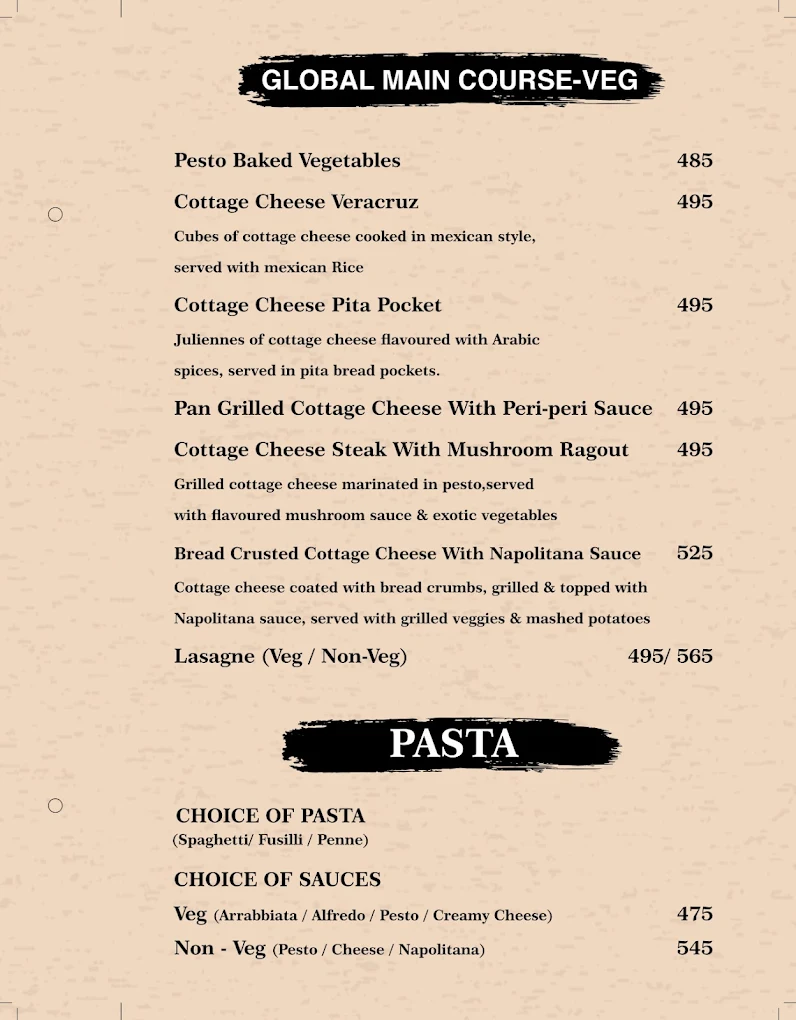 GLOBAL MAIN COURSE-VEG
Pesto Baked Vegetables 485
Cottage Cheese Veracruz 495
Cubes of cottage cheese cooked in mexican style,
served with mexican Rice
Cottage Cheese Pita Pocket 495
Juliennes of cottage cheese flavoured with Arabic
spices, served in pita bread pockets.
Pan Grilled Cottage Cheese With Peri-peri Sauce 495
Cottage Cheese Steak With Mushroom Ragout 495
Grilled cottage cheese marinated in pesto,served
with flavoured mushroom sauce & exotic vegetables
Bread Crusted Cottage Cheese With Napolitana Sauce 525
Cottage cheese coated with bread crumbs, grilled & topped with
Napolitana sauce, served with grilled veggies & mashed potatoes
Lasagne (Veg / Non-Veg) 495/ 565
PASTA
CHOICE OF PASTA
(Spaghetti/ Fusilli / Penne)
CHOICE OF SAUCES
Veg (Arrabbiata / Alfredo / Pesto / Creamy Cheese) 475
Non - Veg (Pesto / Cheese / Napolitana) 545